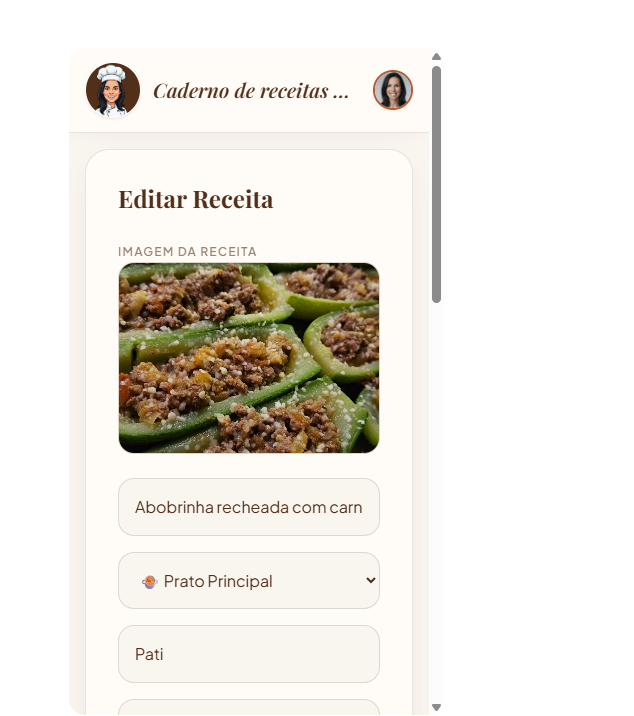 Caderno de receitas ...
Editar Receita
IMAGEM DA RECEITA
Abobrinha recheada com carn
Prato Principal
Pati